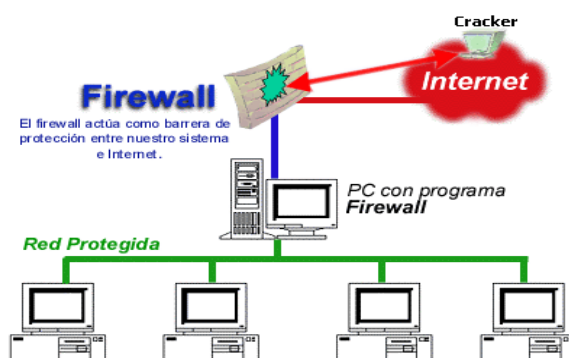 Cracker
Internet
Firewall
El firewall actúa como barrera de
protección entre nuestro sistema
e Internet.
PC con programa
Firewall
Red Protegida